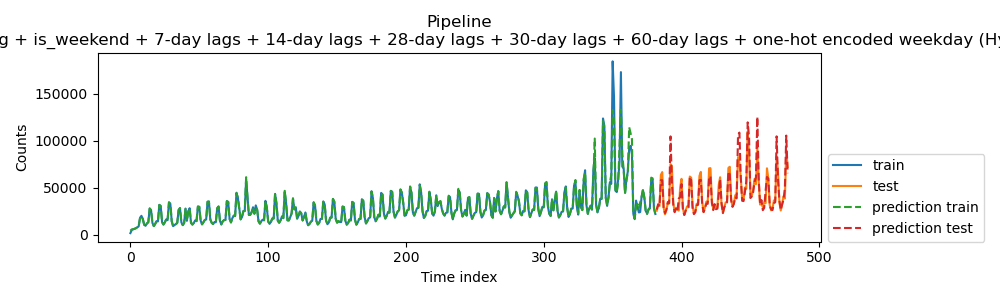 Pipeline
g + is_weekend + 7-day lags + 14-day lags + 28-day lags + 30-day lags + 60-day lags + one-hot encoded weekday (Hy
Counts
150000
100000
50000
0
0
100
200
300
400
500
Time index
train
test
prediction train
prediction test